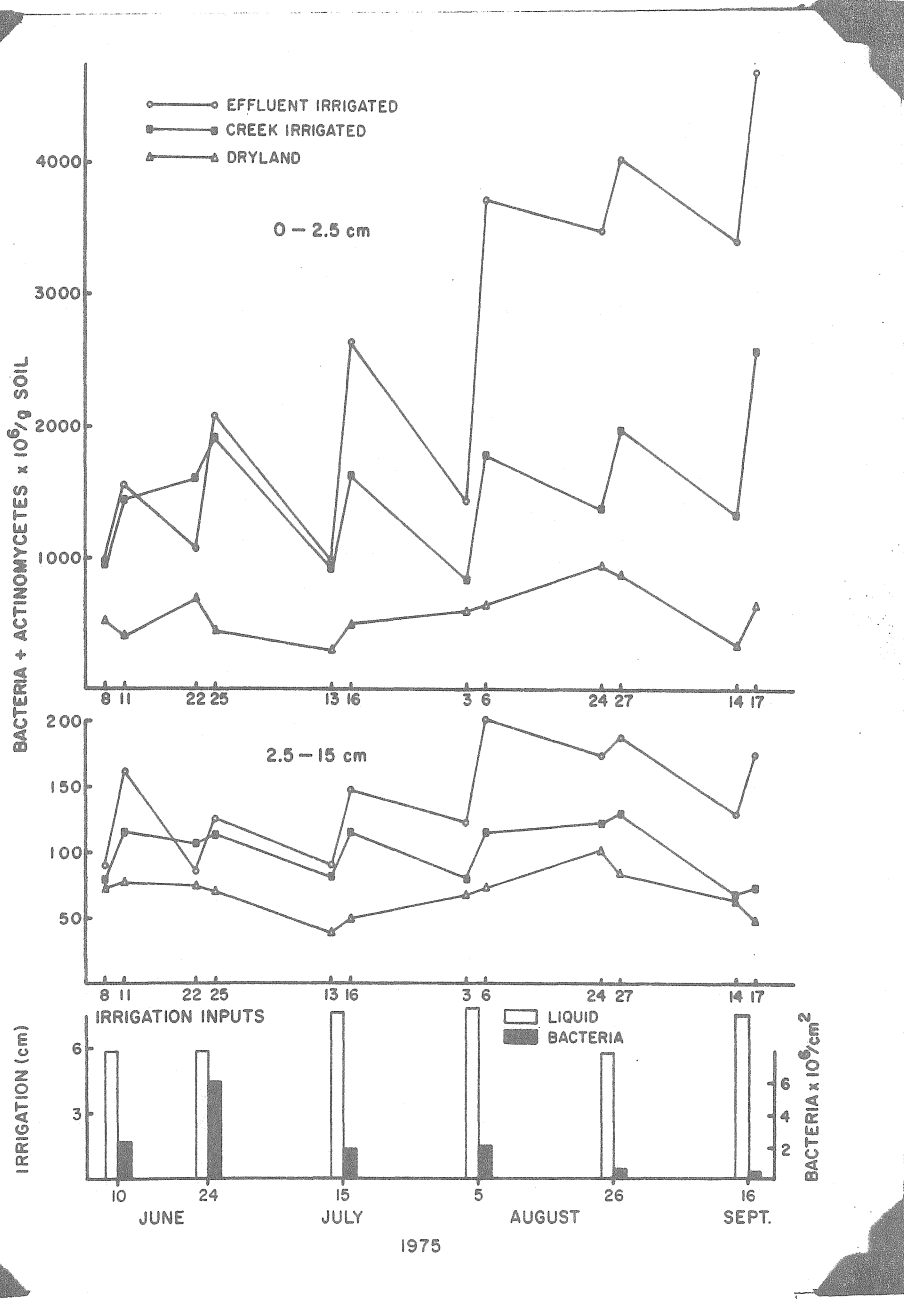 EFFLUENT IRRIGATED
CREEK IRRIGATED
DRYLAND
0 – 2.5 cm
4000
3000
2000
1000
BACTERIA + ACTINOMYCETES x 10⁶/g SOIL
8 11 22 25 13 16 3 6 24 27 14 17
2.5 – 15 cm
200
150
100
50
8 11 22 25 13 16 3 6 24 27 14 17
IRRIGATION INPUTS
LIQUID
BACTERIA
IRRIGATION (cm)
6
3
BACTERIA x 10⁶/cm²
6
4
2
10 24 15 5 26 16
JUNE JULY AUGUST SEPT.
1975